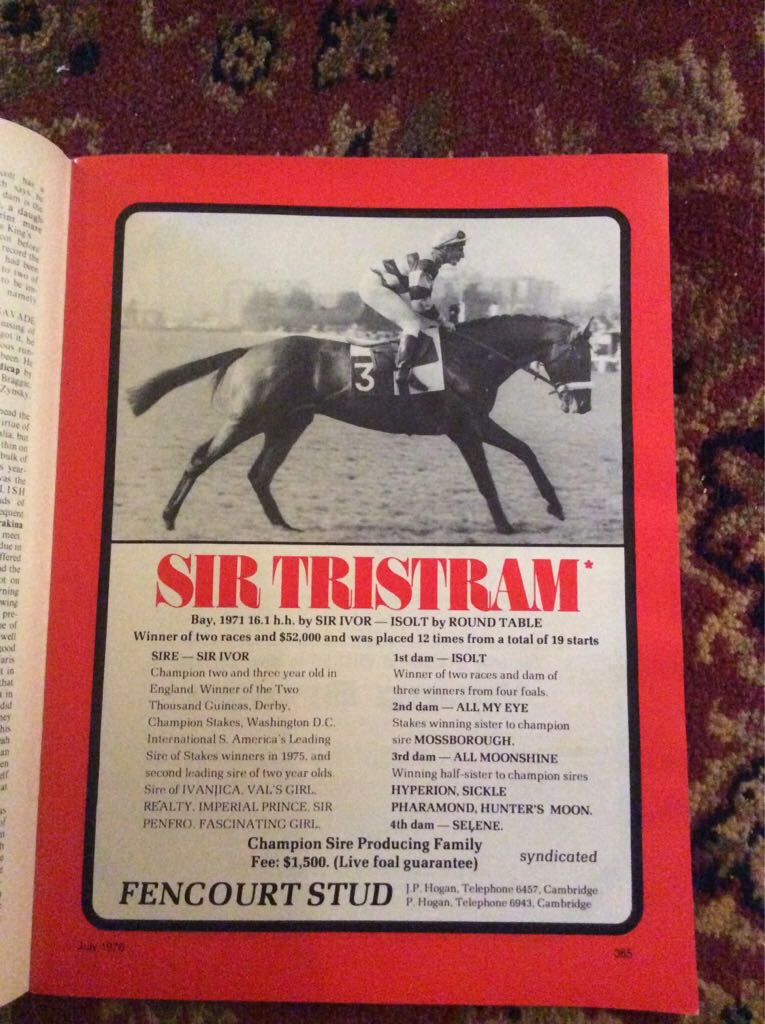 3
SIR TRISTRAM*
Bay, 1971 16.1 h.h. by SIR IVOR — ISOLT by ROUND TABLE
Winner of two races and $52,000 and was placed 12 times from a total of 19 starts
SIRE — SIR IVOR
Champion two and three year old in
England. Winner of the Two
Thousand Guineas, Derby,
Champion Stakes, Washington D.C.
International S. America's Leading
Sire of Stakes winners in 1975, and
second leading sire of two year olds.
Sire of IVANJICA, VAL'S GIRL,
REALTY, IMPERIAL PRINCE, SIR
PENFRO, FASCINATING GIRL.
1st dam — ISOLT
Winner of two races and dam of
three winners from four foals.
2nd dam — ALL MY EYE
Stakes winning sister to champion
sire MOSSBOROUGH.
3rd dam — ALL MOONSHINE
Winning half-sister to champion sires
HYPERION, SICKLE
PHARAMOND, HUNTER'S MOON.
4th dam — SELENE.
Champion Sire Producing Family
Fee: $1,500. (Live foal guarantee)
syndicated
FENCOURT STUD
J.P. Hogan, Telephone 6457, Cambridge
P. Hogan, Telephone 6943, Cambridge
July 1976
365